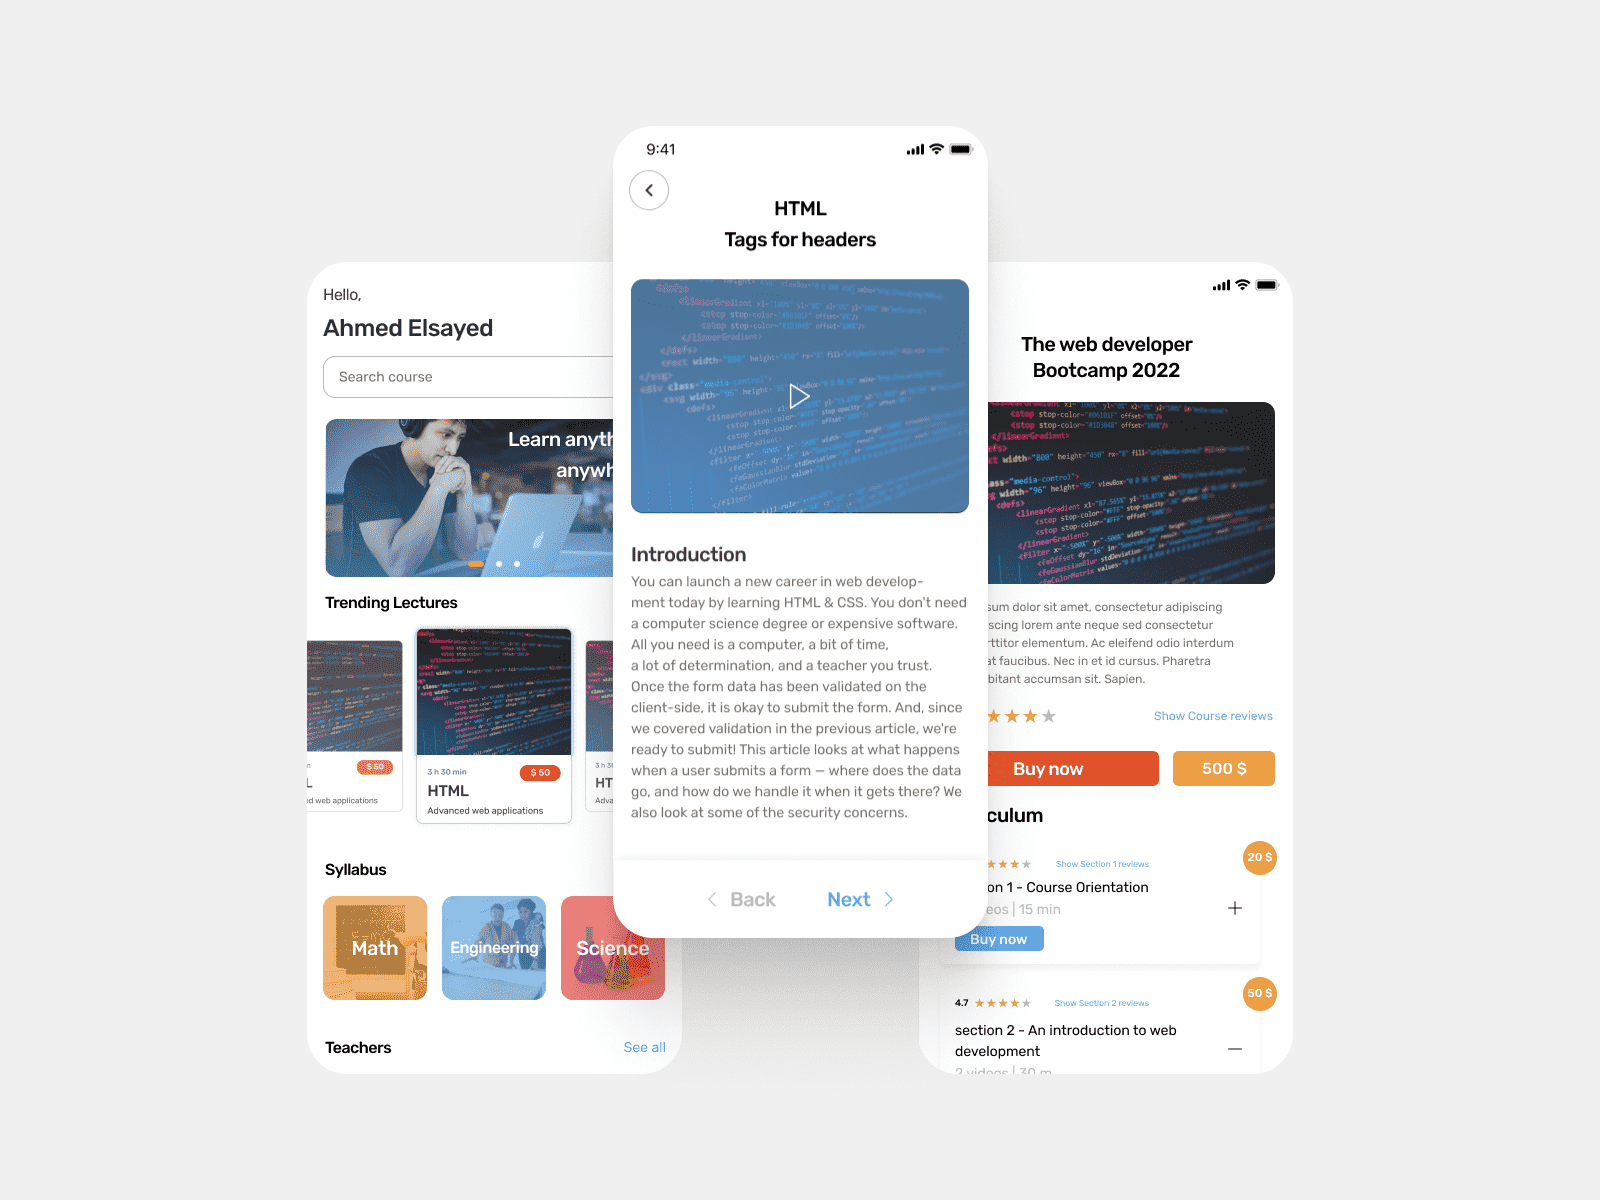 Hello,
Ahmed Elsayed
Search course
Learn anyth
anywh
Trending Lectures
$ 50
ed web applications
3 h 30 min
$ 50
HTML
Advanced web applications
3 h 3
HT
Adva
Syllabus
Math
Engineering
Science
Teachers
See all
9:41
HTML
Tags for headers
Introduction
You can launch a new career in web develop-
ment today by learning HTML & CSS. You don't need
a computer science degree or expensive software.
All you need is a computer, a bit of time,
a lot of determination, and a teacher you trust.
Once the form data has been validated on the
client-side, it is okay to submit the form. And, since
we covered validation in the previous article, we're
ready to submit! This article looks at what happens
when a user submits a form — where does the data
go, and how do we handle it when it gets there? We
also look at some of the security concerns.
Back
Next
The web developer
Bootcamp 2022
sum dolor sit amet, consectetur adipiscing
scing lorem ante neque sed consectetur
rttitor elementum. Ac eleifend odio interdum
at faucibus. Nec in et id cursus. Pharetra
bitant accumsan sit. Sapien.
Show Course reviews
Buy now
500 $
culum
20 $
Show Section 1 reviews
on 1 - Course Orientation
eos | 15 min
Buy now
50 $
4.7
Show Section 2 reviews
section 2 - An introduction to web
development
2 videos | 30 m